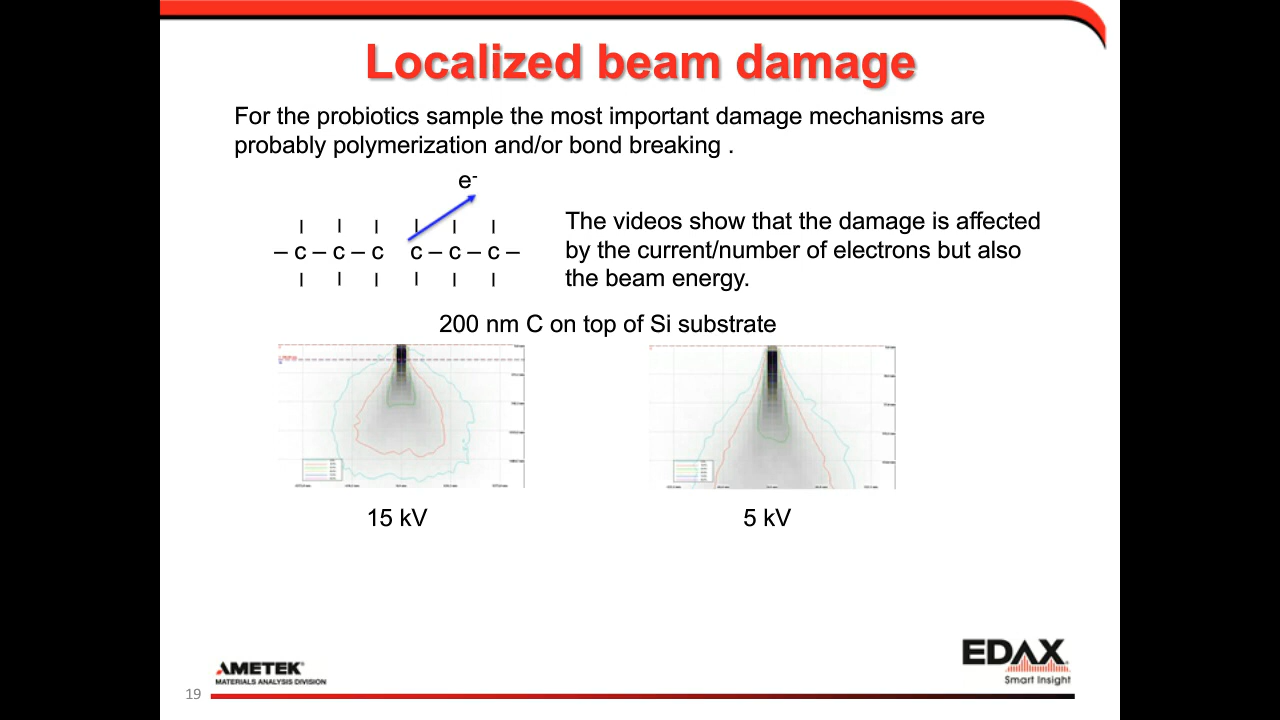 Localized beam damage
For the probiotics sample the most important damage mechanisms are
probably polymerization and/or bond breaking .
e-
– c – c – c   c – c – c –
The videos show that the damage is affected
by the current/number of electrons but also
the beam energy.
200 nm C on top of Si substrate
15 kV
5 kV
AMETEK®
MATERIALS ANALYSIS DIVISION
EDAX
Smart Insight
19